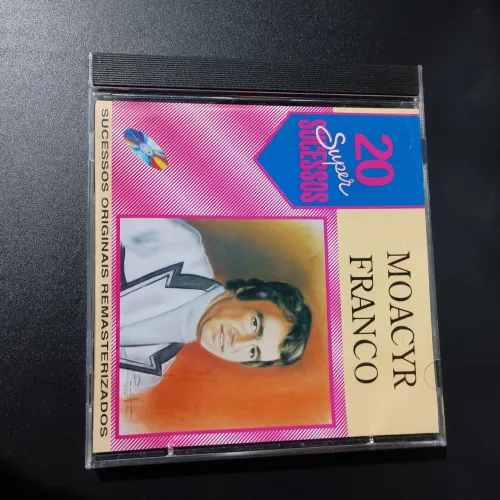 20
Super
SUCESSOS
MOACYR
FRANCO
SUCESSOS ORIGINAIS REMASTERIZADOS